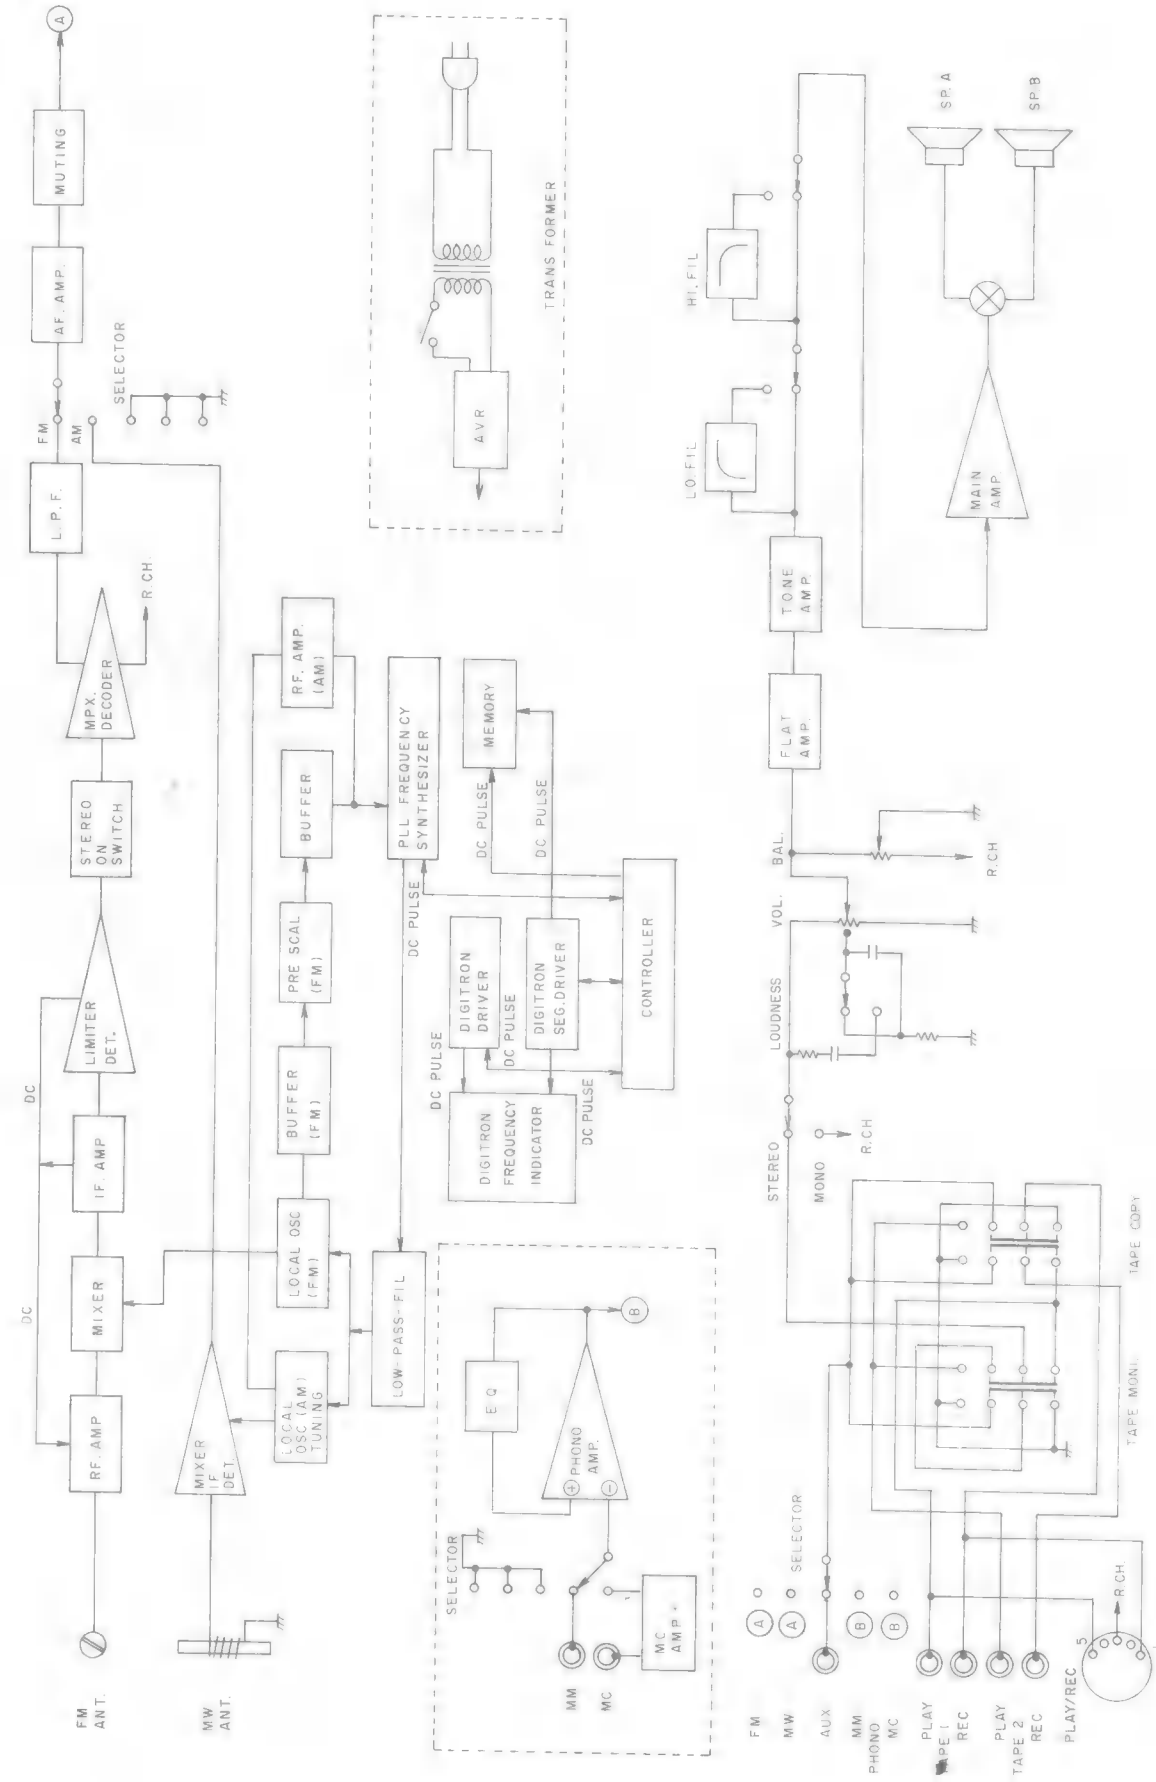 FM
ANT.
RF. AMP
MIXER
IF. AMP
LIMITER
DET.
STEREO
ON
SWITCH
MPX.
DECODER
L.P.F.
FM
AM
AF. AMP.
MUTING
A
DC
DC
R.CH.
SELECTOR
MW
ANT.
MIXER
IF
DET.
LOCAL
OSC (AM)
TUNING
LOCAL OSC
(FM)
BUFFER
(FM)
PRE SCAL
(FM)
BUFFER
RF. AMP.
(AM)
LOW-PASS-FIL
PLL FREQUENCY
SYNTHESIZER
DC PULSE
DC PULSE
DC PULSE
MEMORY
DC PULSE
DIGITRON
DRIVER
DC PULSE
DIGITRON
SEG.DRIVER
DIGITRON
FREQUENCY
INDICATOR
DC PULSE
CONTROLLER
AVR
TRANS FORMER
SELECTOR
MM
MC
MC
AMP.
EQ
PHONO
AMP.
+
−
B
FM
A
MW
A
SELECTOR
AUX
MM
B
PHONO
MC
B
PLAY
TAPE 1
REC
PLAY
TAPE 2
REC
PLAY/REC
5
R.CH.
TAPE MONI.
TAPE COPY
STEREO
MONO
R.CH
LOUDNESS
VOL.
BAL.
R.CH
FLAT
AMP.
TONE
AMP.
LO.FIL
HI.FIL
MAIN
AMP.
SP.A
SP.B